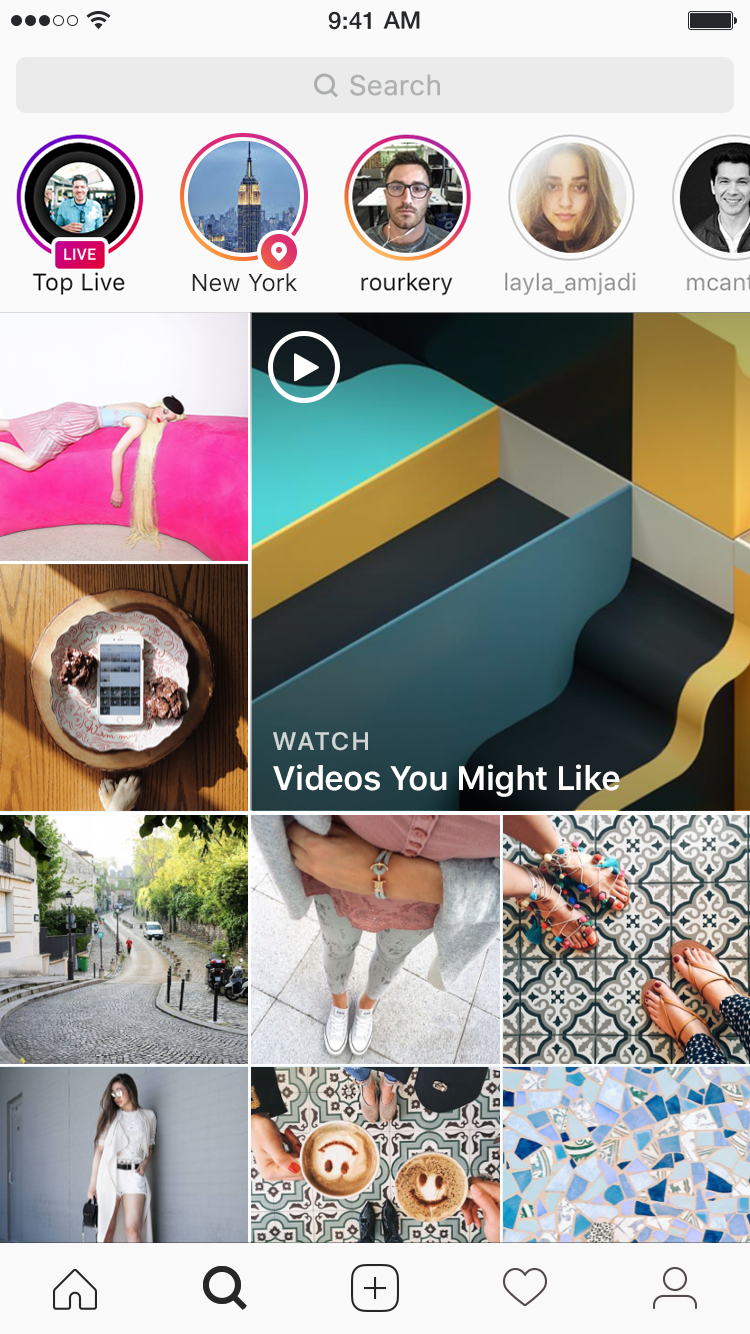 9:41 AM
Search
LIVE
Top Live
New York
rourkery
layla_amjadi
mcant
WATCH
Videos You Might Like